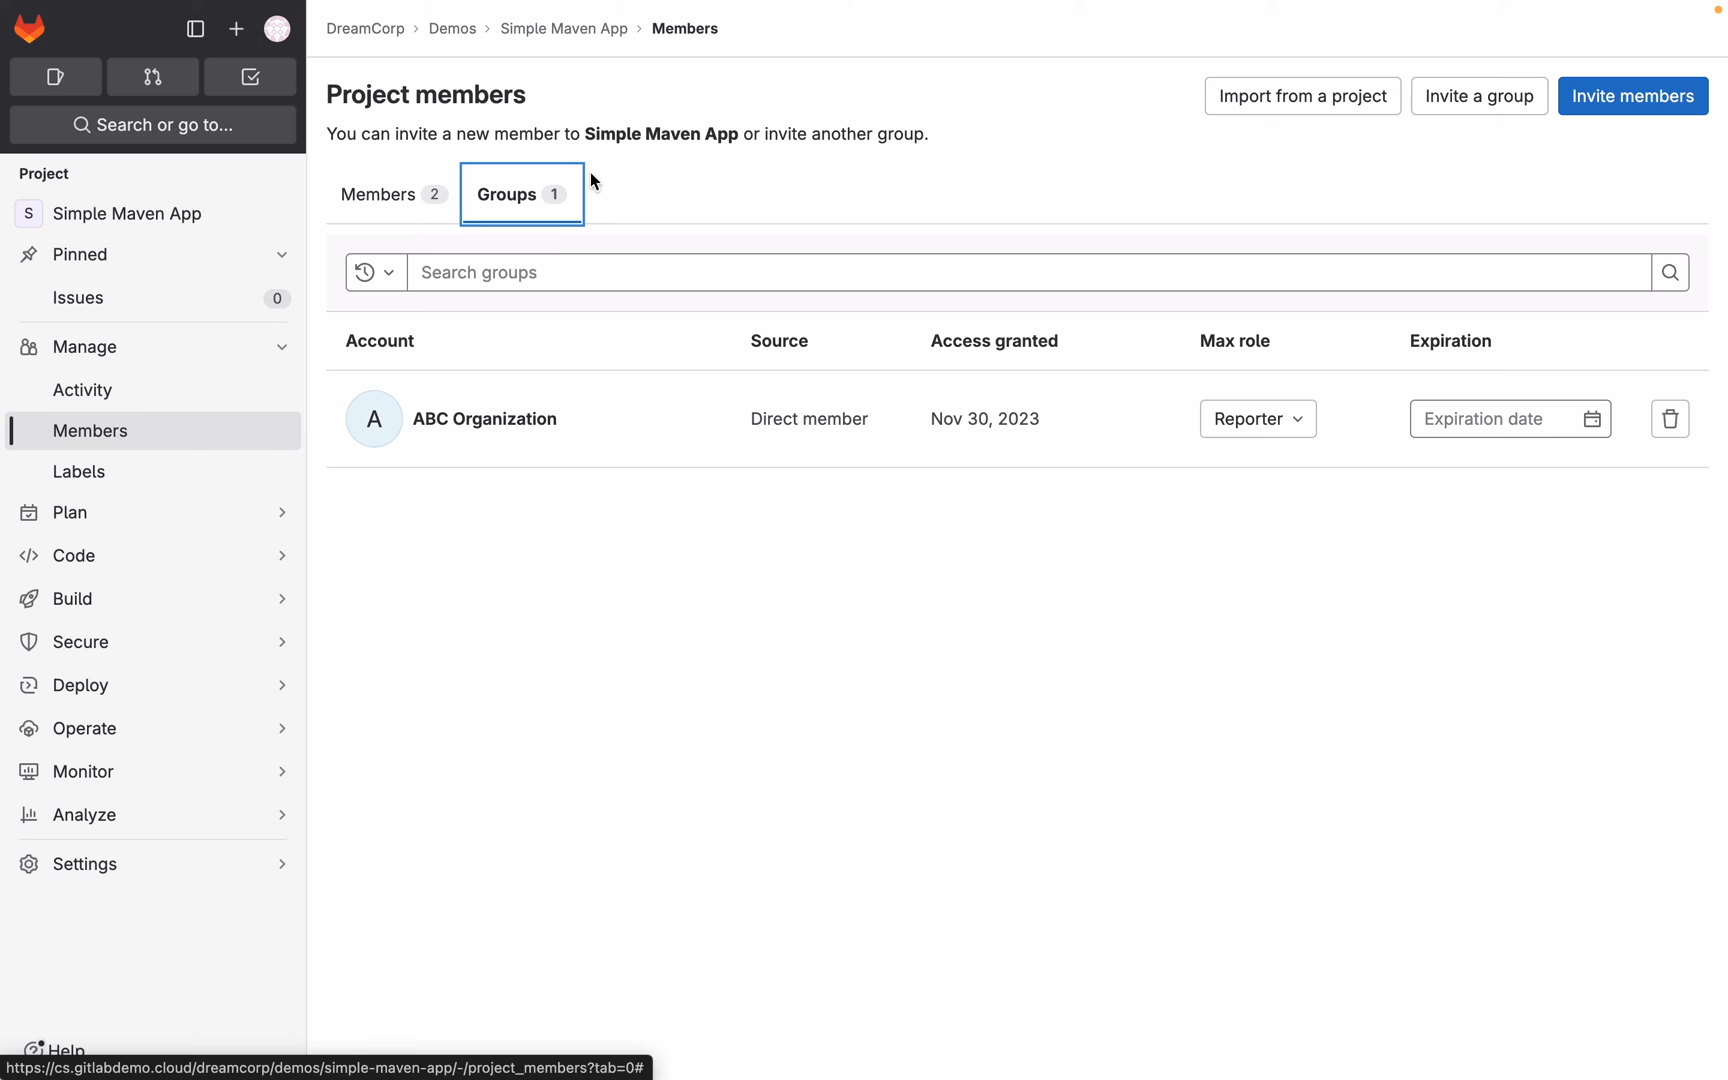 DreamCorp > Demos > Simple Maven App > Members
Search or go to...
Project
S Simple Maven App
Pinned
Issues 0
Manage
Activity
Members
Labels
Plan
Code
Build
Secure
Deploy
Operate
Monitor
Analyze
Settings
Help
Project members
Import from a project
Invite a group
Invite members
You can invite a new member to Simple Maven App or invite another group.
Members 2
Groups 1
Search groups
Account Source Access granted Max role Expiration
A ABC Organization Direct member Nov 30, 2023 Reporter Expiration date
https://cs.gitlabdemo.cloud/dreamcorp/demos/simple-maven-app/-/project_members?tab=0#